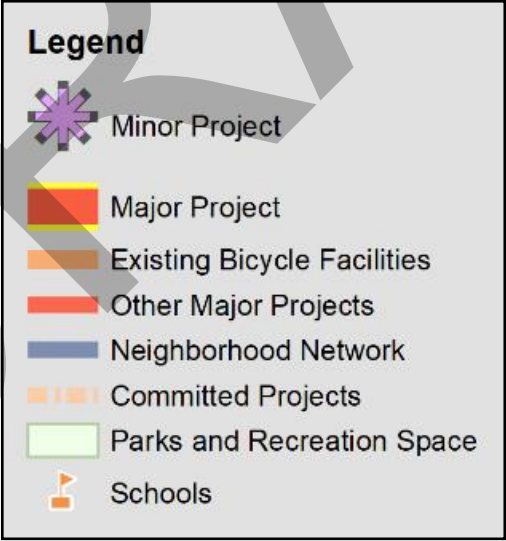 Legend
Minor Project
Major Project
Existing Bicycle Facilities
Other Major Projects
Neighborhood Network
Committed Projects
Parks and Recreation Space
Schools